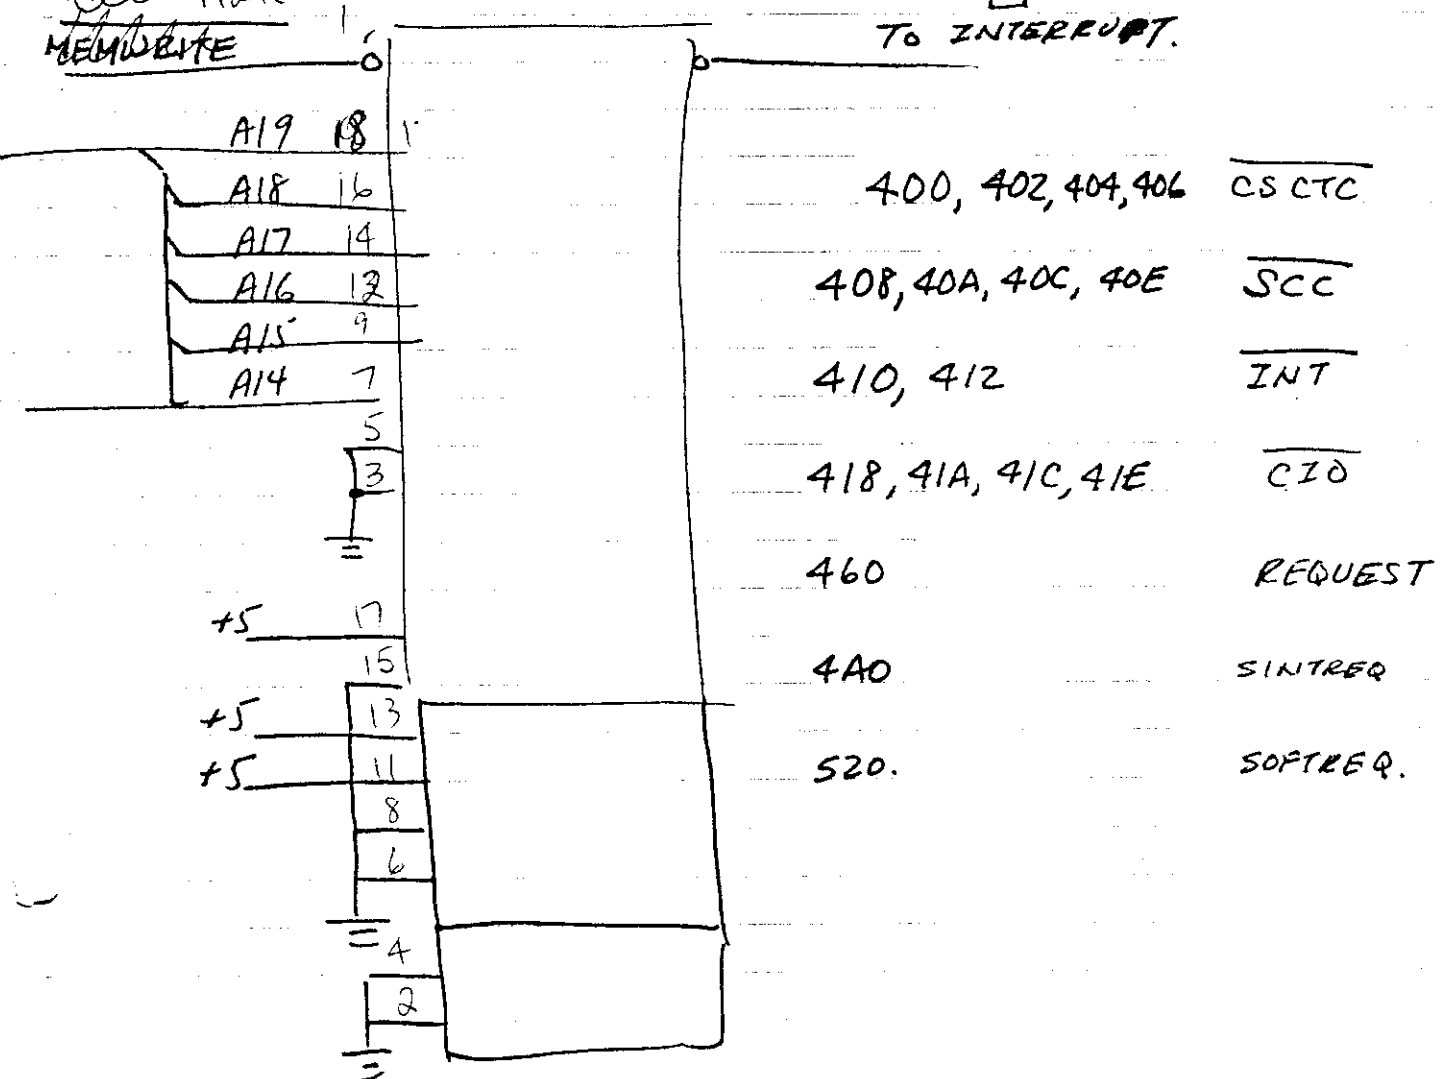 1
MEMWRITE
TO INTERRUPT.
A19 18 1
A18 16
400, 402, 404, 406 CS CTC
A17 14
A16 12
408, 40A, 40C, 40E SCC
A15 9
A14 7
410, 412 INT
5
3
418, 41A, 41C, 41E CIO
460 REQUEST
+5 17
15
4A0 SINTREQ
+5 13
+5 11
520. SOFTREQ.
8
6
4
2